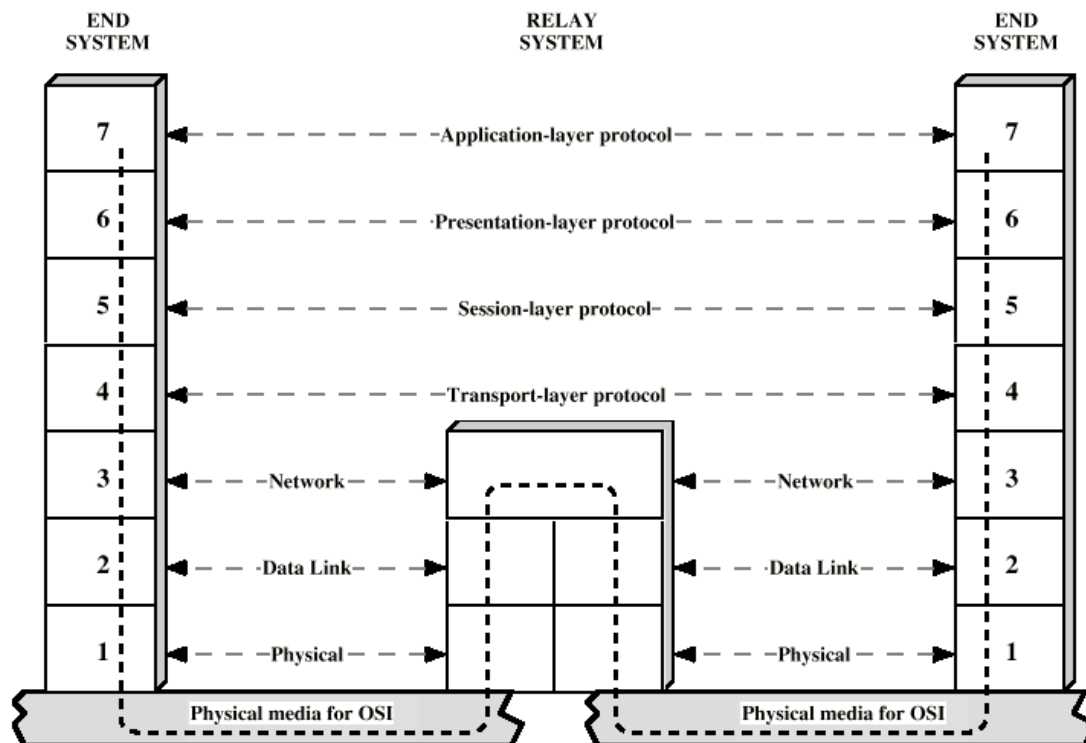 END
SYSTEM
RELAY
SYSTEM
END
SYSTEM
7
Application-layer protocol
7
6
Presentation-layer protocol
6
5
Session-layer protocol
5
4
Transport-layer protocol
4
3
Network
Network
3
2
Data Link
Data Link
2
1
Physical
Physical
1
Physical media for OSI
Physical media for OSI